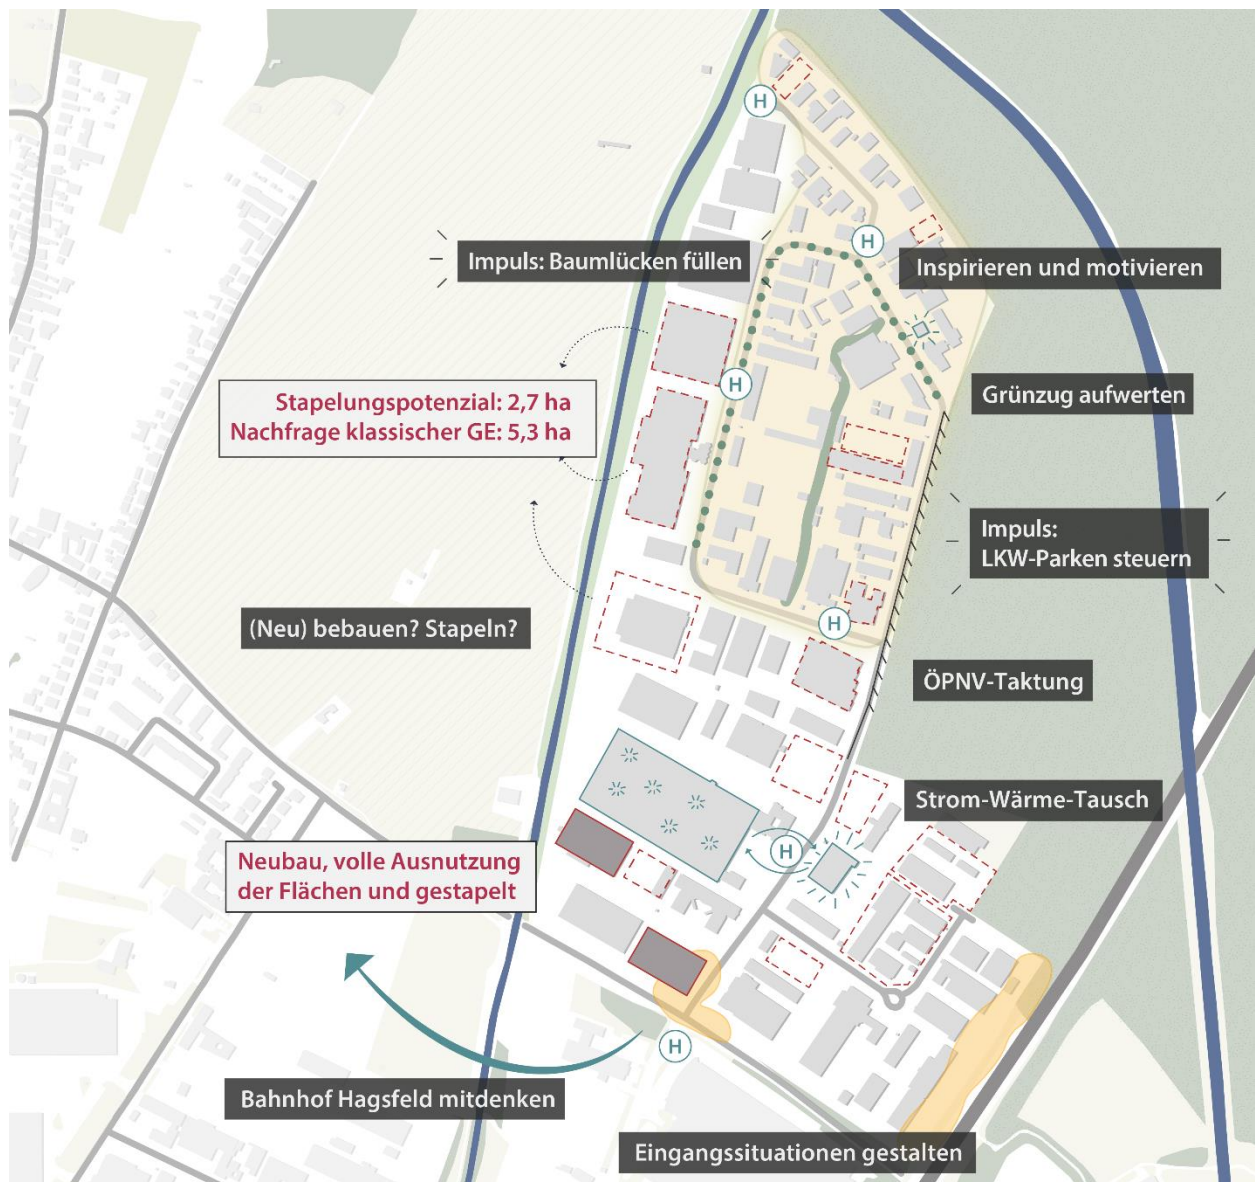 H
H
Impuls: Baumlücken füllen
Inspirieren und motivieren
H
Stapelungspotenzial: 2,7 ha
Nachfrage klassischer GE: 5,3 ha
Grünzug aufwerten
Impuls:
LKW-Parken steuern
(Neu) bebauen? Stapeln?
H
ÖPNV-Taktung
Strom-Wärme-Tausch
Neubau, volle Ausnutzung
der Flächen und gestapelt
H
H
Bahnhof Hagsfeld mitdenken
Eingangssituationen gestalten